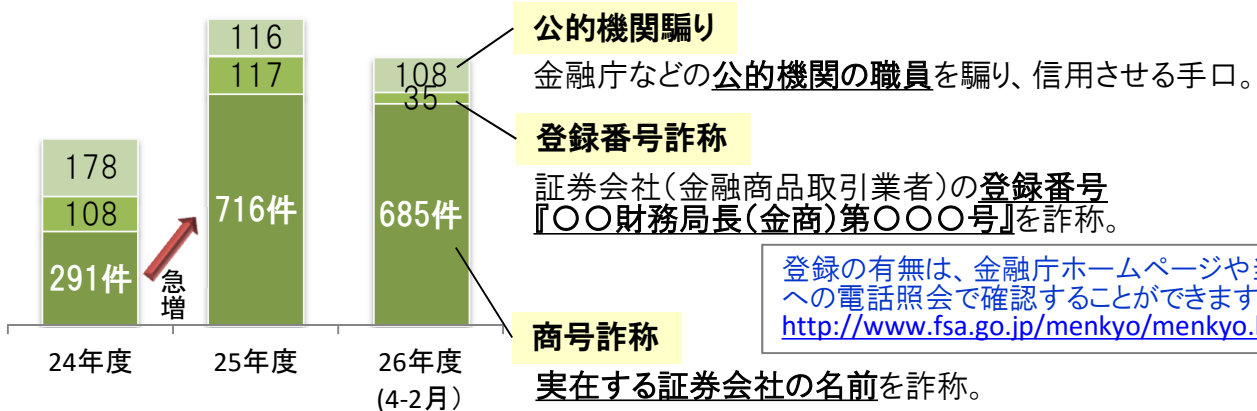 116
117
716件
178
108
291件
急増
108
35
685件
24年度
25年度
26年度
(4-2月)
公的機関騙り
金融庁などの公的機関の職員を騙り、信用させる手口。
登録番号詐称
証券会社(金融商品取引業者)の登録番号
『○○財務局長(金商)第○○○号』を詐称。
登録の有無は、金融庁ホームページや
への電話照会で確認することができます
http://www.fsa.go.jp/menkyo/menkyo.
商号詐称
実在する証券会社の名前を詐称。